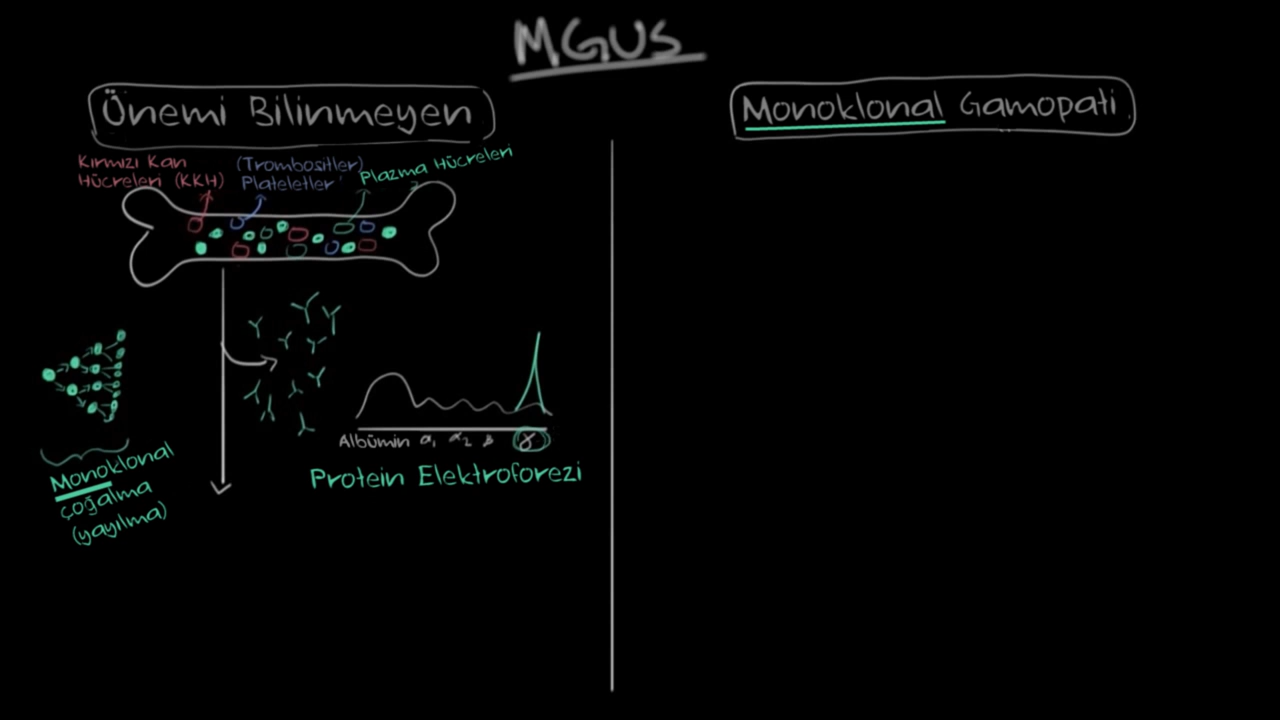 MGUS
Önemi Bilinmeyen
Monoklonal Gamopati
Kırmızı Kan
Hücreleri (KKH)
(Trombositler)
Plateletler
Plazma Hücreleri
Albümin α₁ α₂ β γ
Protein Elektroforezi
Monoklonal
çoğalma
(yayılma)